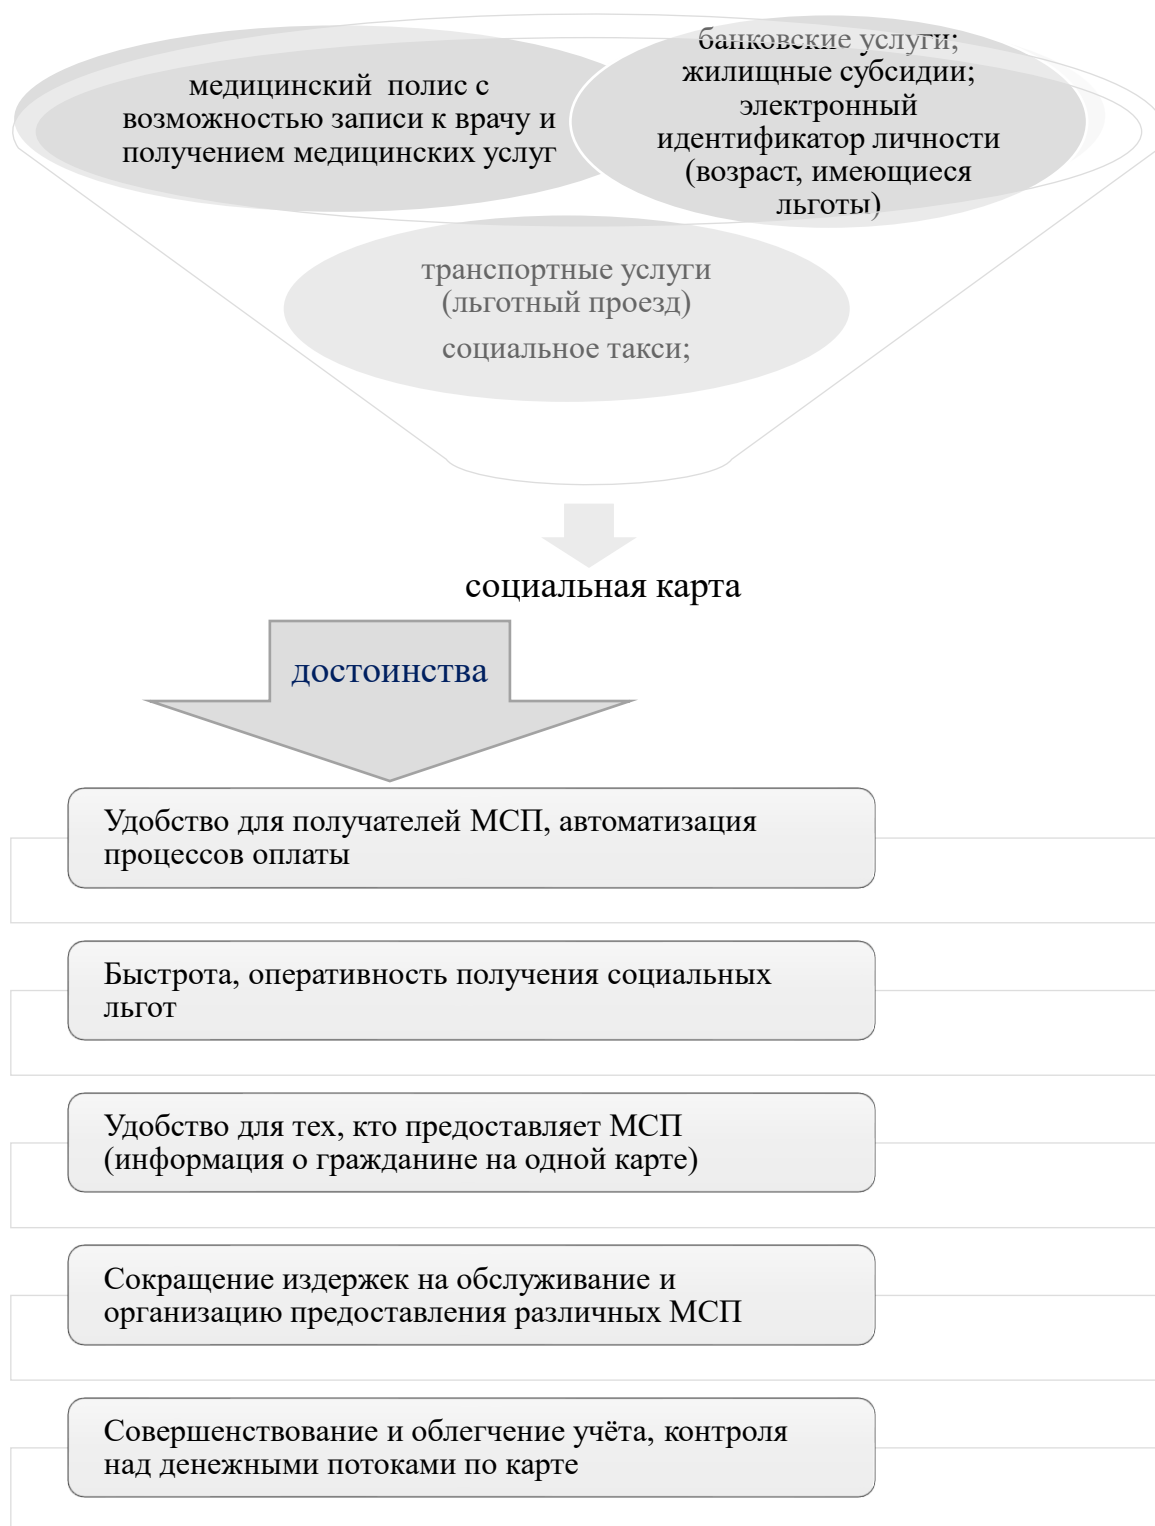 медицинский полис с
возможностью записи к врачу и
получением медицинских услуг
банковские услуги;
жилищные субсидии;
электронный
идентификатор личности
(возраст, имеющиеся
льготы)
транспортные услуги
(льготный проезд)
социальное такси;
социальная карта
достоинства
Удобство для получателей МСП, автоматизация
процессов оплаты
Быстрота, оперативность получения социальных
льгот
Удобство для тех, кто предоставляет МСП
(информация о гражданине на одной карте)
Сокращение издержек на обслуживание и
организацию предоставления различных МСП
Совершенствование и облегчение учёта, контроля
над денежными потоками по карте